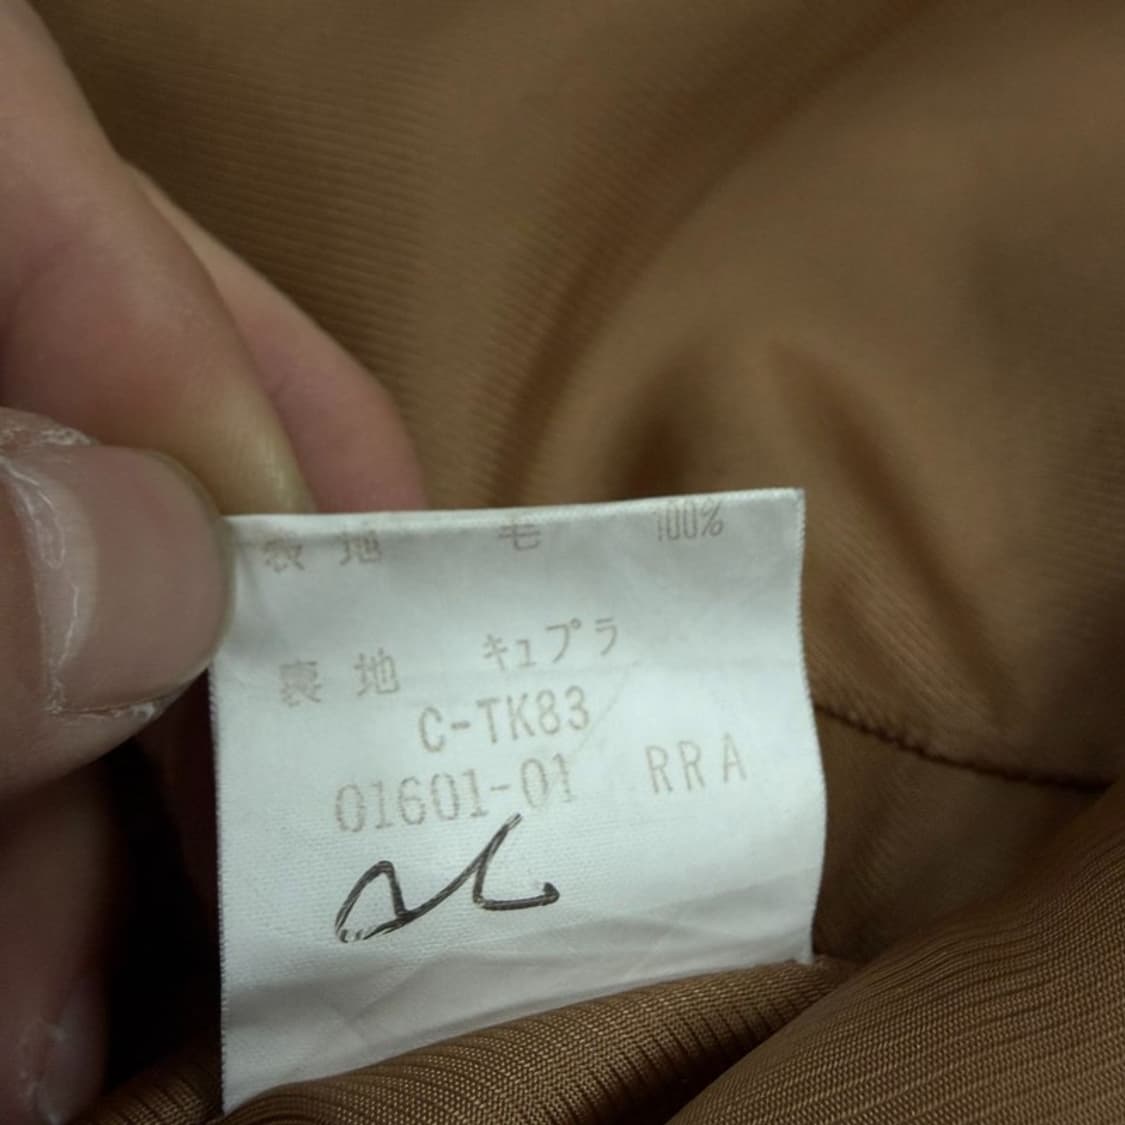 表 地 毛 100%
裏 地 キュプラ
C-TK83
01601-01 RRA